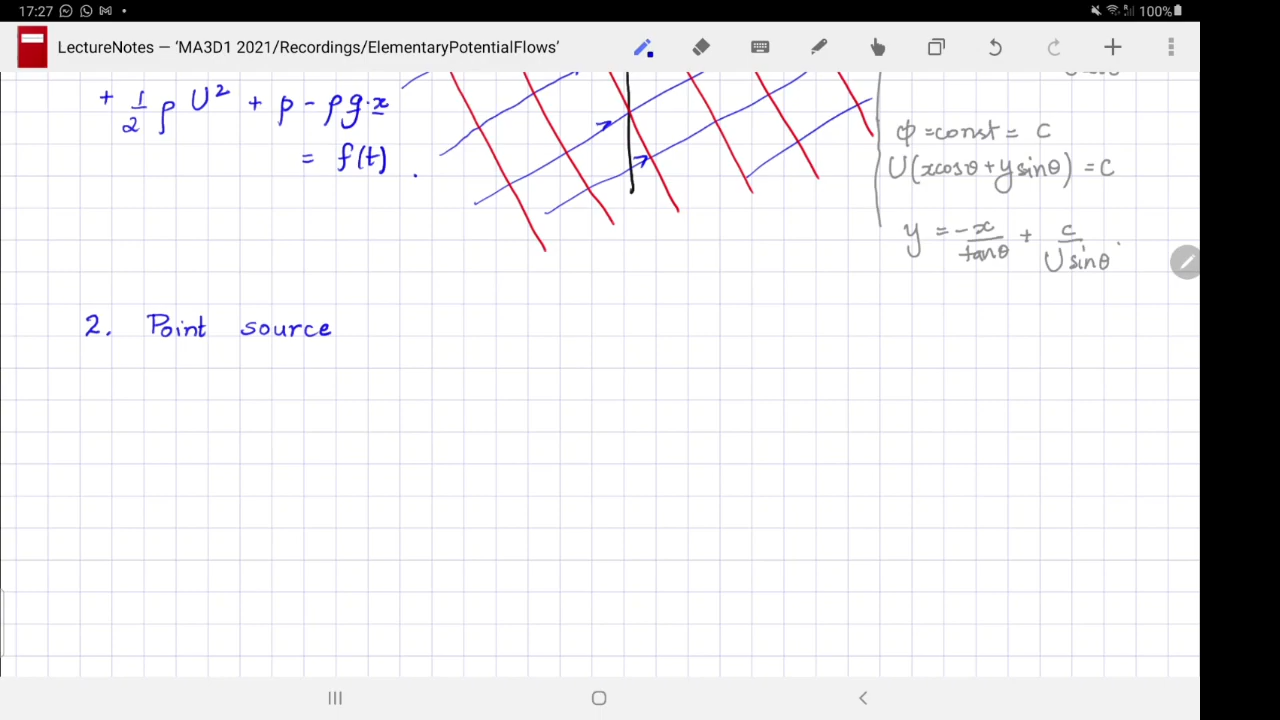 17:27
100%
LectureNotes — ‘MA3D1 2021/Recordings/ElementaryPotentialFlows’
+ 1/2 ρ U² + p - ρg·x
= f(t).
φ = const = C
U(xcosθ + y sinθ) = C
y = -x/tanθ + C/U sinθ.
2. Point source